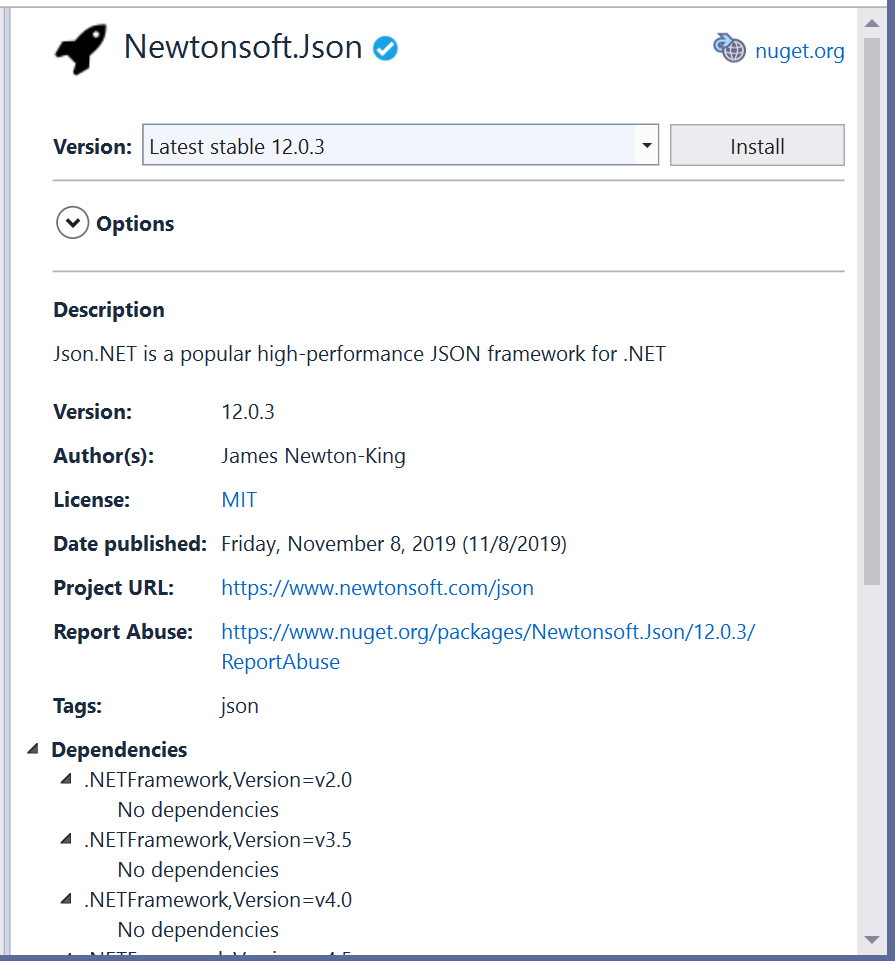 Newtonsoft.Json
nuget.org
Version: Latest stable 12.0.3 Install
Options
Description
Json.NET is a popular high-performance JSON framework for .NET
Version: 12.0.3
Author(s): James Newton-King
License: MIT
Date published: Friday, November 8, 2019 (11/8/2019)
Project URL: https://www.newtonsoft.com/json
Report Abuse: https://www.nuget.org/packages/Newtonsoft.Json/12.0.3/
ReportAbuse
Tags: json
Dependencies
.NETFramework,Version=v2.0
No dependencies
.NETFramework,Version=v3.5
No dependencies
.NETFramework,Version=v4.0
No dependencies